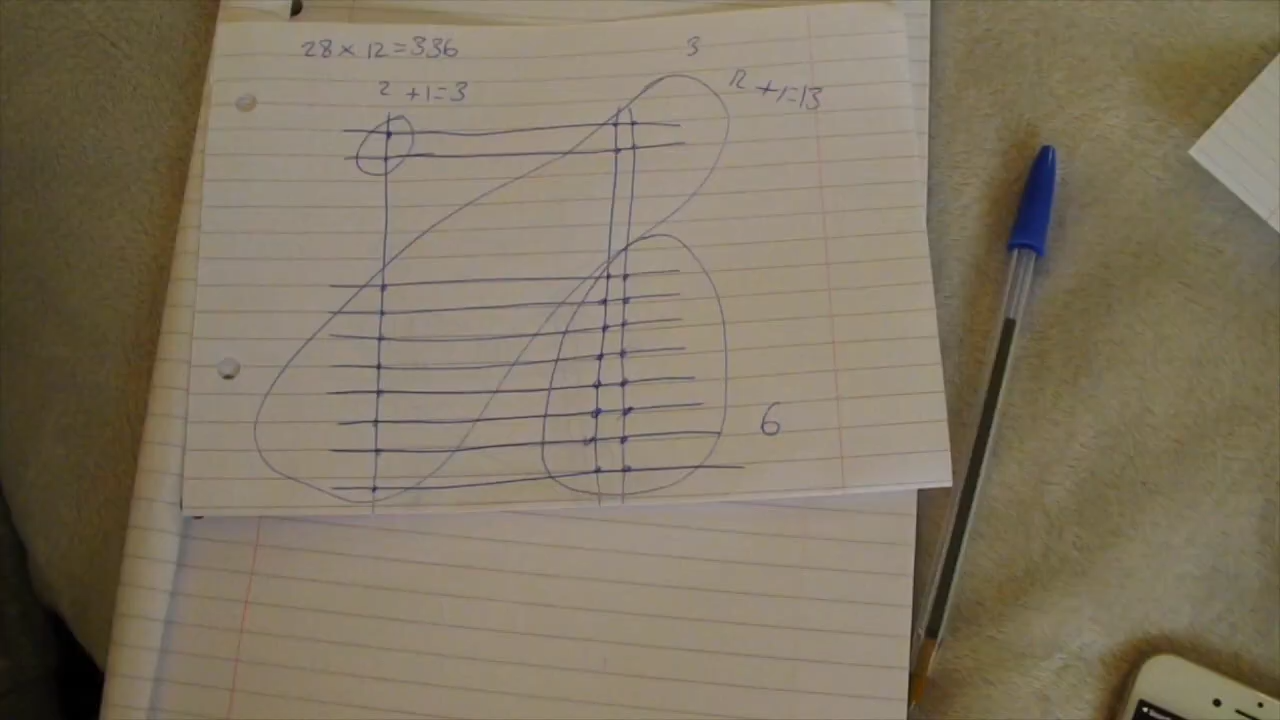 28 × 12 = 336
3
2 + 1 = 3
12 + 1 = 13
6